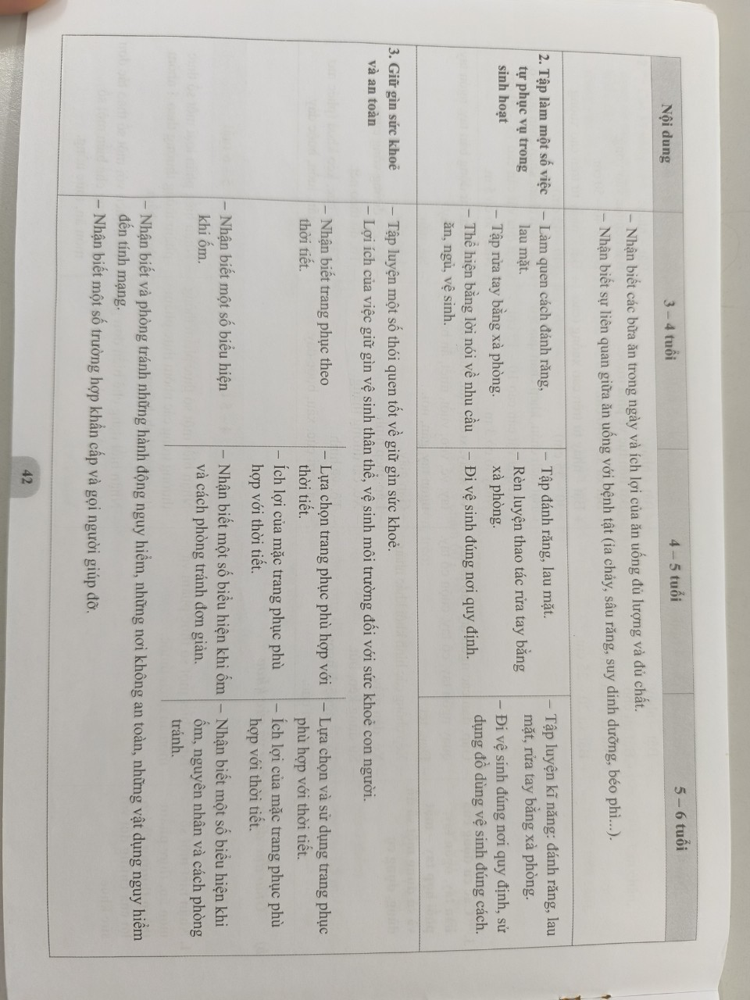 Nội dung
3 – 4 tuổi
4 – 5 tuổi
5 – 6 tuổi
– Nhận biết các bữa ăn trong ngày và ích lợi của ăn uống đủ lượng và đủ chất.
– Nhận biết sự liên quan giữa ăn uống với bệnh tật (ỉa chảy, sâu răng, suy dinh dưỡng, béo phì...).
2. Tập làm một số việc
tự phục vụ trong
sinh hoạt
– Làm quen cách đánh răng,
lau mặt.
– Tập rửa tay bằng xà phòng.
– Thể hiện bằng lời nói về nhu cầu
ăn, ngủ, vệ sinh.
– Tập đánh răng, lau mặt.
– Rèn luyện thao tác rửa tay bằng
xà phòng.
– Đi vệ sinh đúng nơi quy định.
– Tập luyện kĩ năng: đánh răng, lau
mặt, rửa tay bằng xà phòng.
– Đi vệ sinh đúng nơi quy định, sử
dụng đồ dùng vệ sinh đúng cách.
3. Giữ gìn sức khoẻ
và an toàn
– Tập luyện một số thói quen tốt về giữ gìn sức khoẻ.
– Lợi ích của việc giữ gìn vệ sinh thân thể, vệ sinh môi trường đối với sức khoẻ con người.
– Nhận biết trang phục theo
thời tiết.
– Nhận biết một số biểu hiện
khi ốm.
– Lựa chọn trang phục phù hợp với
thời tiết.
– Ích lợi của mặc trang phục phù
hợp với thời tiết.
– Nhận biết một số biểu hiện khi ốm
và cách phòng tránh đơn giản.
– Lựa chọn và sử dụng trang phục
phù hợp với thời tiết.
– Ích lợi của mặc trang phục phù
hợp với thời tiết.
– Nhận biết một số biểu hiện khi
ốm, nguyên nhân và cách phòng
tránh.
– Nhận biết và phòng tránh những hành động nguy hiểm, những nơi không an toàn, những vật dụng nguy hiểm
đến tính mạng.
– Nhận biết một số trường hợp khẩn cấp và gọi người giúp đỡ.
42